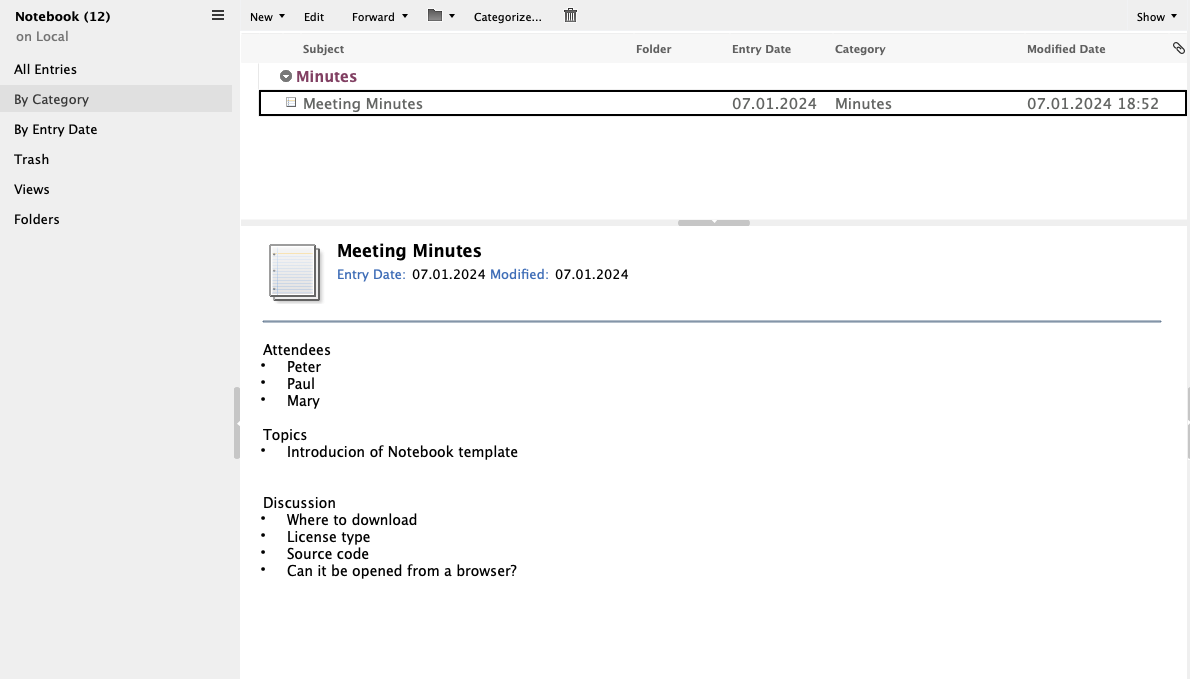 Notebook (12)
on Local
All Entries
By Category
By Entry Date
Trash
Views
Folders
New Edit Forward Categorize... Show
Subject Folder Entry Date Category Modified Date
Minutes
Meeting Minutes 07.01.2024 Minutes 07.01.2024 18:52
Meeting Minutes
Entry Date: 07.01.2024 Modified: 07.01.2024
Attendees
• Peter
• Paul
• Mary
Topics
• Introducion of Notebook template
Discussion
• Where to download
• License type
• Source code
• Can it be opened from a browser?